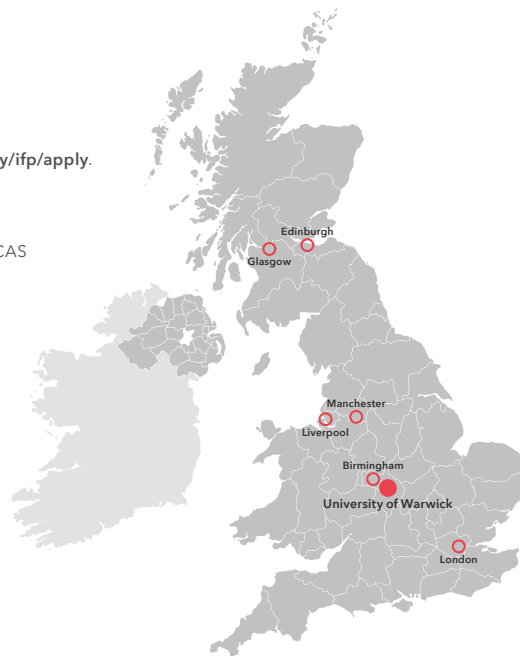 y/ifp/apply.
CAS
Edinburgh
Glasgow
Manchester
Liverpool
Birmingham
University of Warwick
London